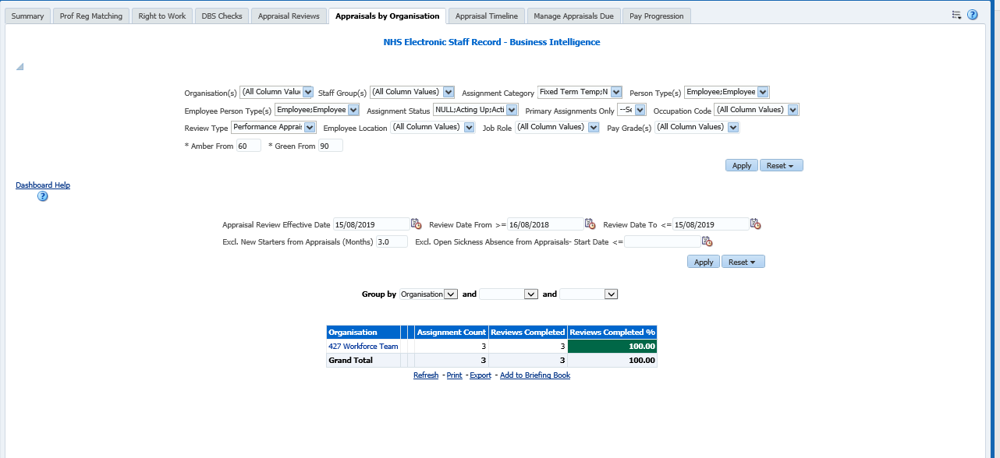 Summary Prof Reg Matching Right to Work DBS Checks Appraisal Reviews Appraisals by Organisation Appraisal Timeline Manage Appraisals Due Pay Progression
NHS Electronic Staff Record - Business Intelligence
Organisation(s) (All Column Valu Staff Group(s) (All Column Values) Assignment Category Fixed Term Temp;N Person Type(s) Employee;Employee
Employee Person Type(s) Employee;Employee Assignment Status NULL;Acting Up;Acti Primary Assignments Only --Se Occupation Code (All Column Values)
Review Type Performance Apprais Employee Location (All Column Values) Job Role (All Column Values) Pay Grade(s) (All Column Values)
* Amber From 60 * Green From 90
Apply Reset
Dashboard Help
?
Appraisal Review Effective Date 15/08/2019 Review Date From >= 16/08/2018 Review Date To <= 15/08/2019
Excl. New Starters from Appraisals (Months) 3.0 Excl. Open Sickness Absence from Appraisals- Start Date <=
Apply Reset
Group by Organisation and and
Organisation Assignment Count Reviews Completed Reviews Completed %
427 Workforce Team 3 3 100.00
Grand Total 3 3 100.00
Refresh - Print - Export - Add to Briefing Book